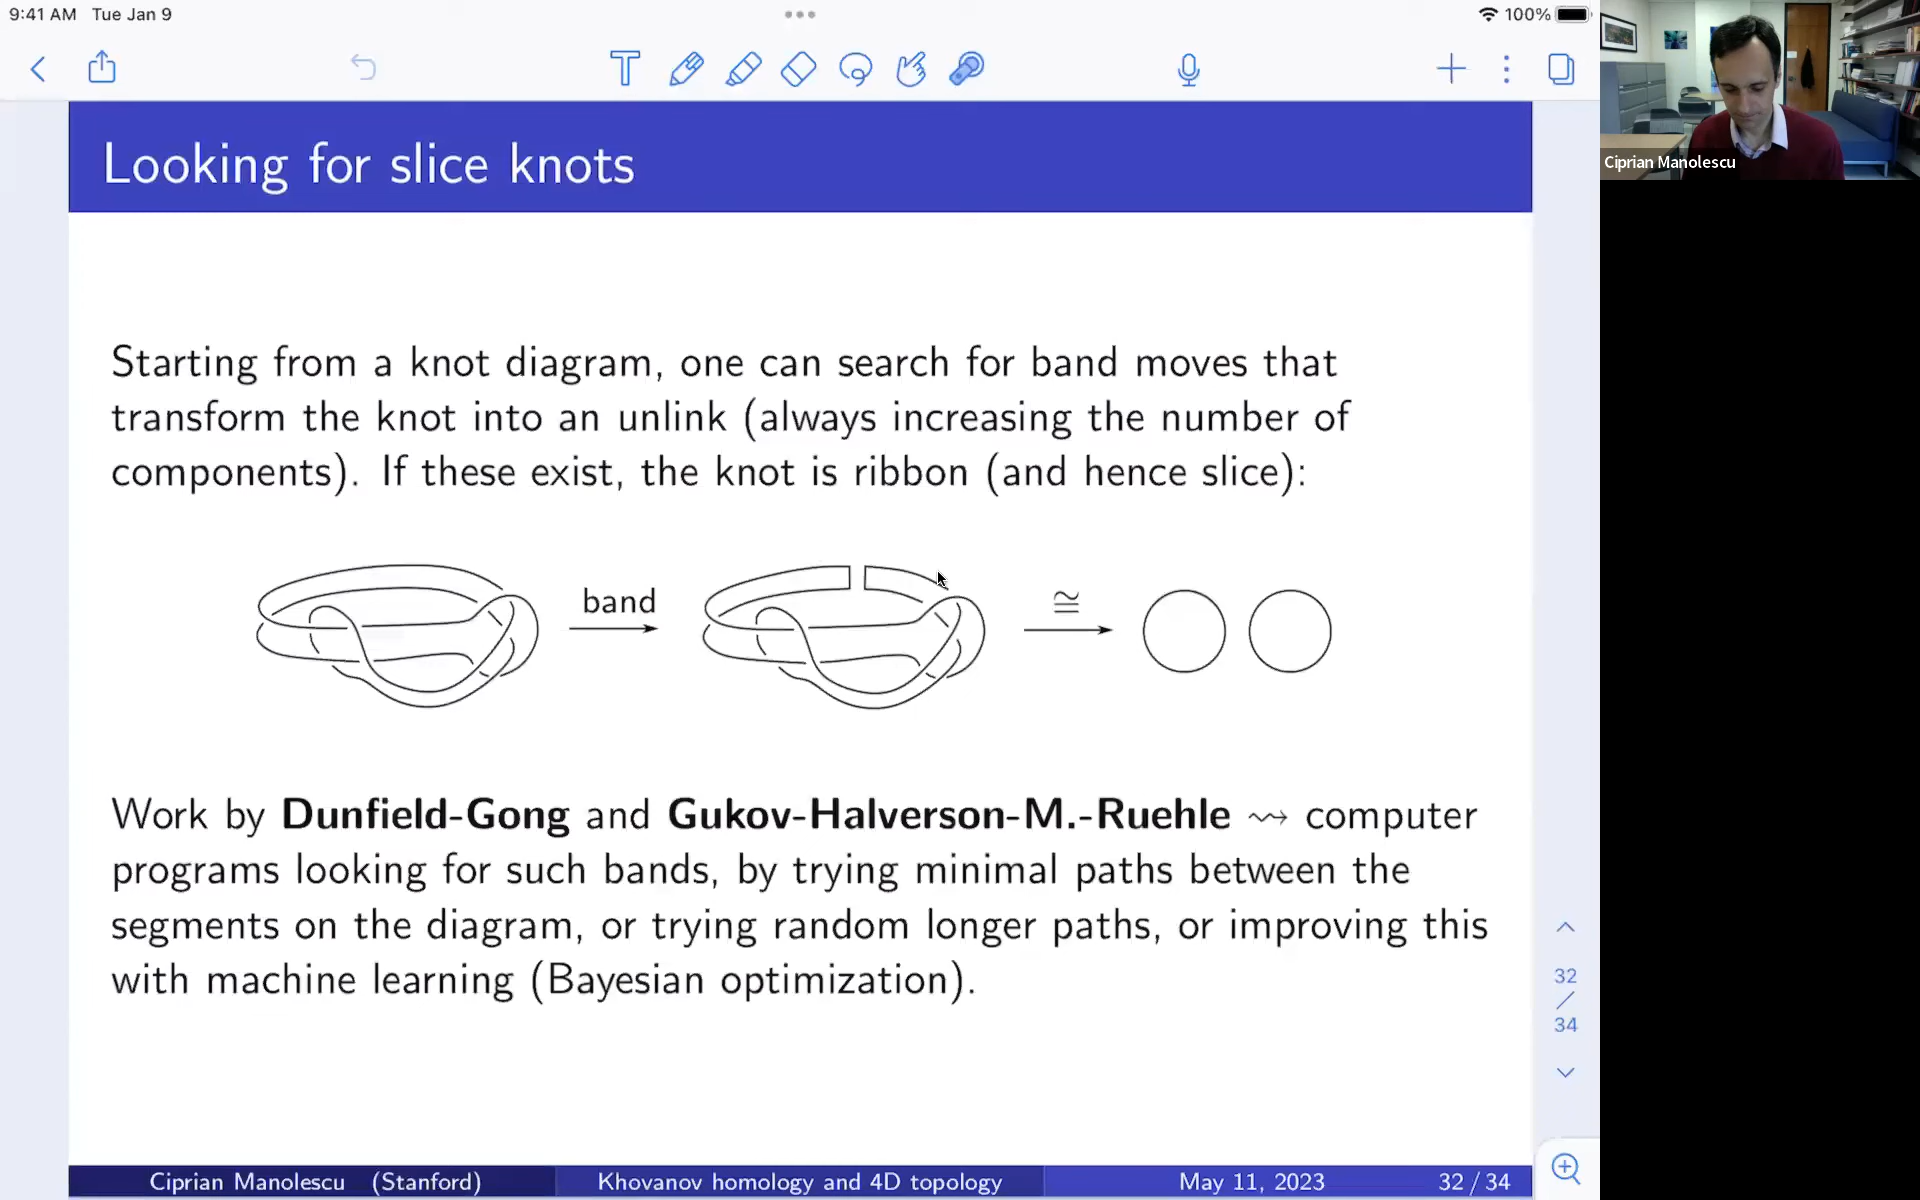 9:41 AM Tue Jan 9
100%
Ciprian Manolescu
Looking for slice knots
Starting from a knot diagram, one can search for band moves that
transform the knot into an unlink (always increasing the number of
components). If these exist, the knot is ribbon (and hence slice):
band
≅
Work by Dunfield-Gong and Gukov-Halverson-M.-Ruehle ⇝ computer
programs looking for such bands, by trying minimal paths between the
segments on the diagram, or trying random longer paths, or improving this
with machine learning (Bayesian optimization).
32
/
34
Ciprian Manolescu (Stanford) Khovanov homology and 4D topology May 11, 2023 32 / 34